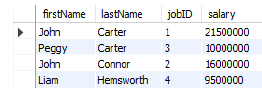 firstName lastName jobID salary
John Carter 1 21500000
Peggy Carter 3 10000000
John Connor 2 16000000
Liam Hemsworth 4 9500000